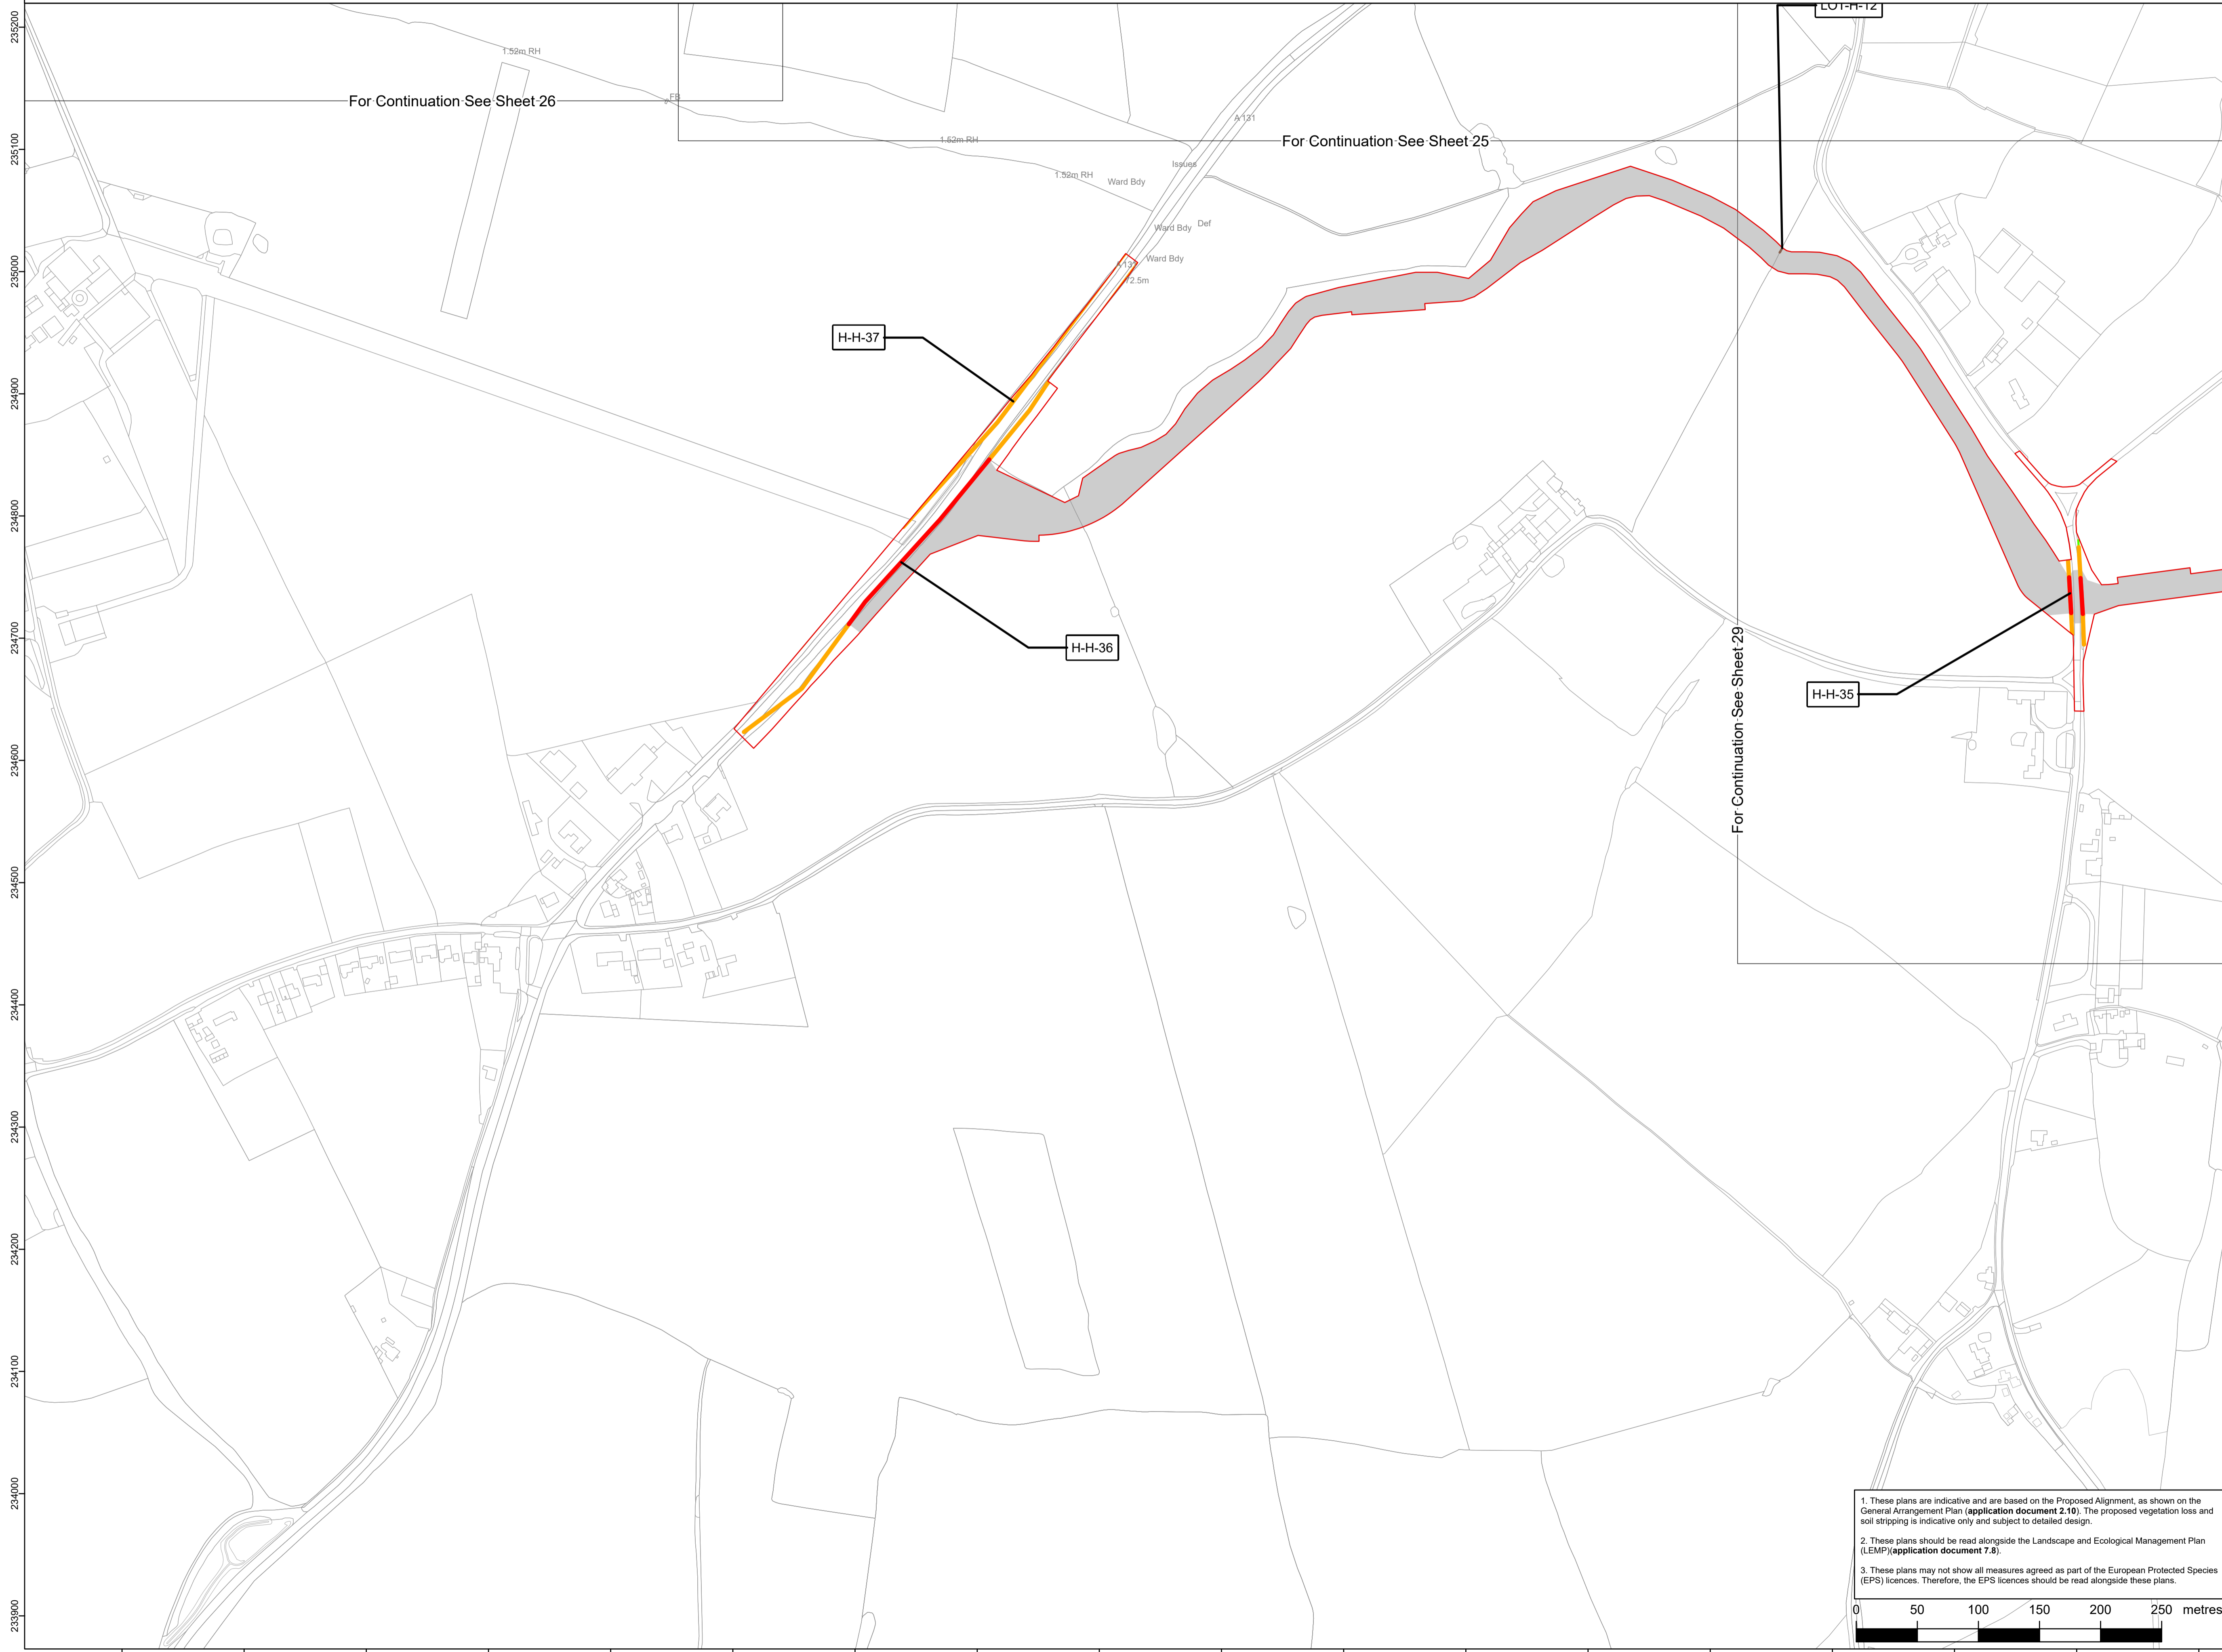 LOT-H-12
235200
1.52m RH
For Continuation See Sheet 26
FB
A 131
235100
1.52m RH
For Continuation See Sheet 25
Issues
1.52m RH
Ward Bdy
Def
Ward Bdy
Ward Bdy
A 131
235000
72.5m
H-H-37
234900
234800
234700
H-H-36
For Continuation See Sheet 29
H-H-35
234600
234500
234400
234300
234200
234100
234000
233900
1. These plans are indicative and are based on the Proposed Alignment, as shown on the
General Arrangement Plan (application document 2.10). The proposed vegetation loss and
soil stripping is indicative only and subject to detailed design.
2. These plans should be read alongside the Landscape and Ecological Management Plan
(LEMP)(application document 7.8).
3. These plans may not show all measures agreed as part of the European Protected Species
(EPS) licences. Therefore, the EPS licences should be read alongside these plans.
0 50 100 150 200 250 metres